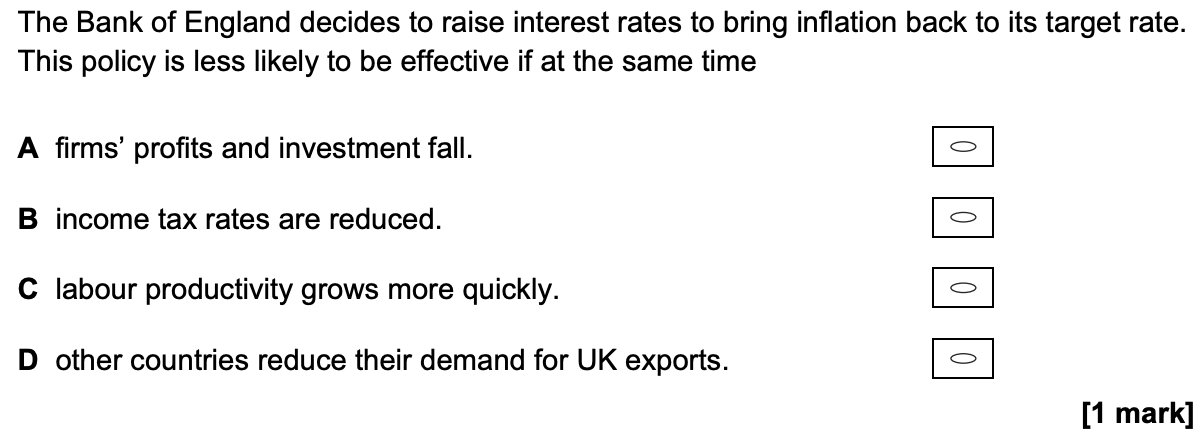 The Bank of England decides to raise interest rates to bring inflation back to its target rate.
This policy is less likely to be effective if at the same time
A firms’ profits and investment fall.
B income tax rates are reduced.
C labour productivity grows more quickly.
D other countries reduce their demand for UK exports.
[1 mark]